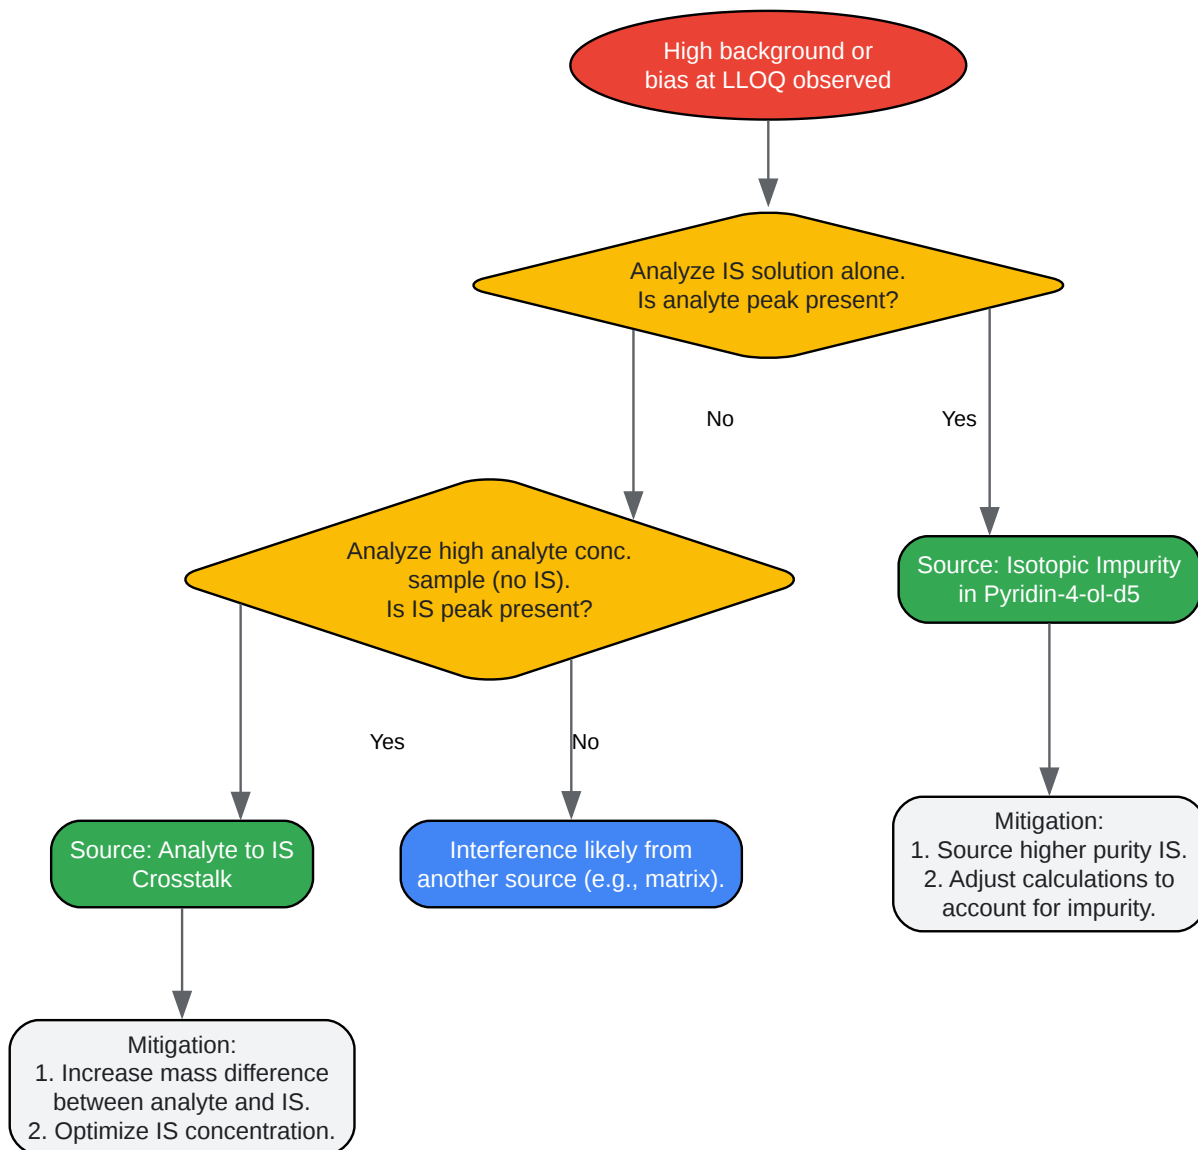 High background or
bias at LLOQ observed
Analyze IS solution alone.
Is analyte peak present?
No
Yes
Analyze high analyte conc.
sample (no IS).
Is IS peak present?
Source: Isotopic Impurity
in Pyridin-4-ol-d5
Yes
No
Source: Analyte to IS
Crosstalk
Interference likely from
another source (e.g., matrix).
Mitigation:
1. Source higher purity IS.
2. Adjust calculations to
account for impurity.
Mitigation:
1. Increase mass difference
between analyte and IS.
2. Optimize IS concentration.